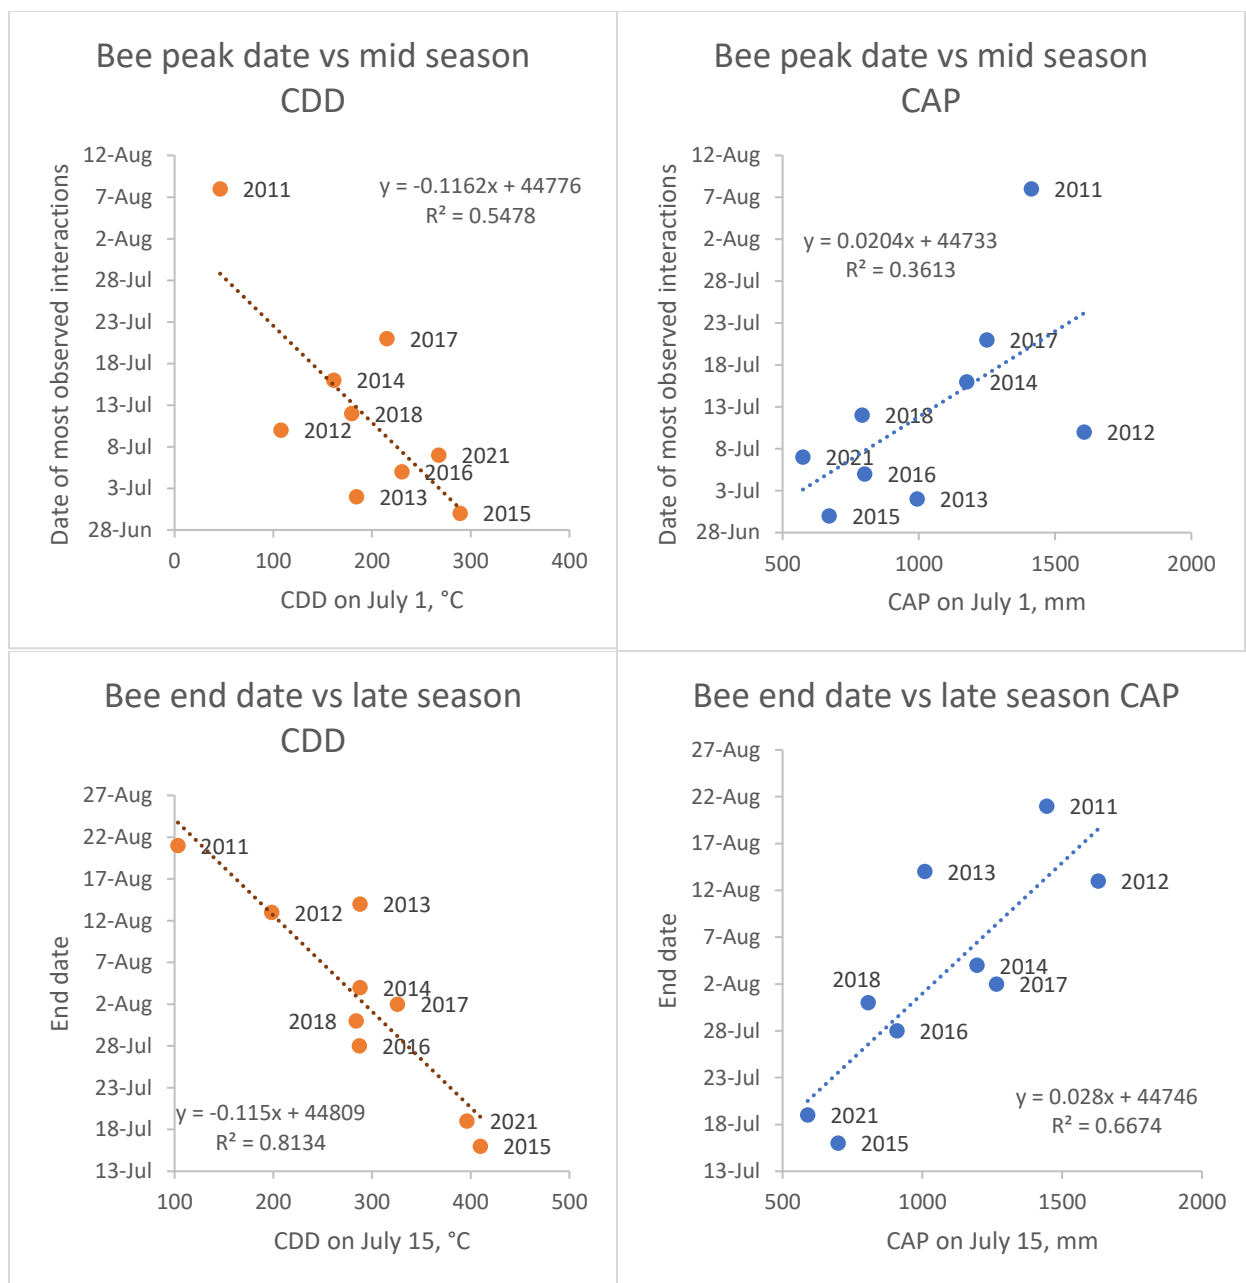 Bee peak date vs mid season
CDD
12-Aug
7-Aug
2-Aug
28-Jul
23-Jul
18-Jul
13-Jul
8-Jul
3-Jul
28-Jun
Date of most observed interactions
y = -0.1162x + 44776
R² = 0.5478
2011
2017
2014
2018
2012
2021
2016
2013
2015
0 100 200 300 400
CDD on July 1, °C
Bee peak date vs mid season
CAP
12-Aug
7-Aug
2-Aug
28-Jul
23-Jul
18-Jul
13-Jul
8-Jul
3-Jul
28-Jun
Date of most observed interactions
y = 0.0204x + 44733
R² = 0.3613
2011
2017
2014
2018
2012
2021
2016
2013
2015
500 1000 1500 2000
CAP on July 1, mm
Bee end date vs late season
CDD
27-Aug
22-Aug
17-Aug
12-Aug
7-Aug
2-Aug
28-Jul
23-Jul
18-Jul
13-Jul
End date
2011
2013
2012
2014
2017
2018
2016
y = -0.115x + 44809
R² = 0.8134
2021
2015
100 200 300 400 500
CDD on July 15, °C
Bee end date vs late season CAP
27-Aug
22-Aug
17-Aug
12-Aug
7-Aug
2-Aug
28-Jul
23-Jul
18-Jul
13-Jul
End date
2011
2013
2012
2014
2018
2017
2016
y = 0.028x + 44746
R² = 0.6674
2021
2015
500 1000 1500 2000
CAP on July 15, mm